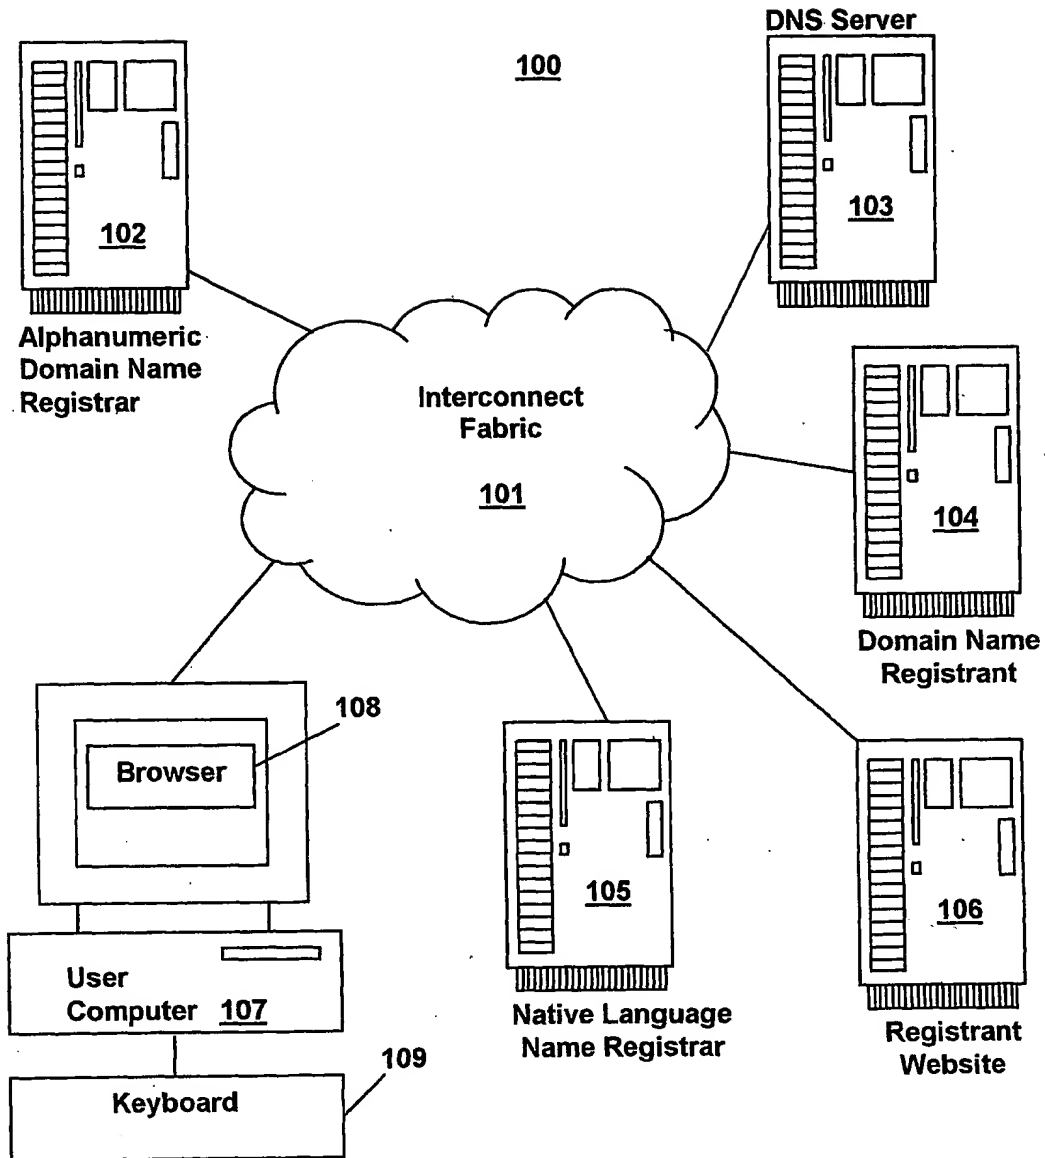 DNS Server
100
102
103
Alphanumeric
Domain Name
Registrar
Interconnect
Fabric
101
104
Domain Name
Registrant
108
Browser
105
106
User
Computer 107
Native Language
Name Registrar
Registrant
Website
109
Keyboard